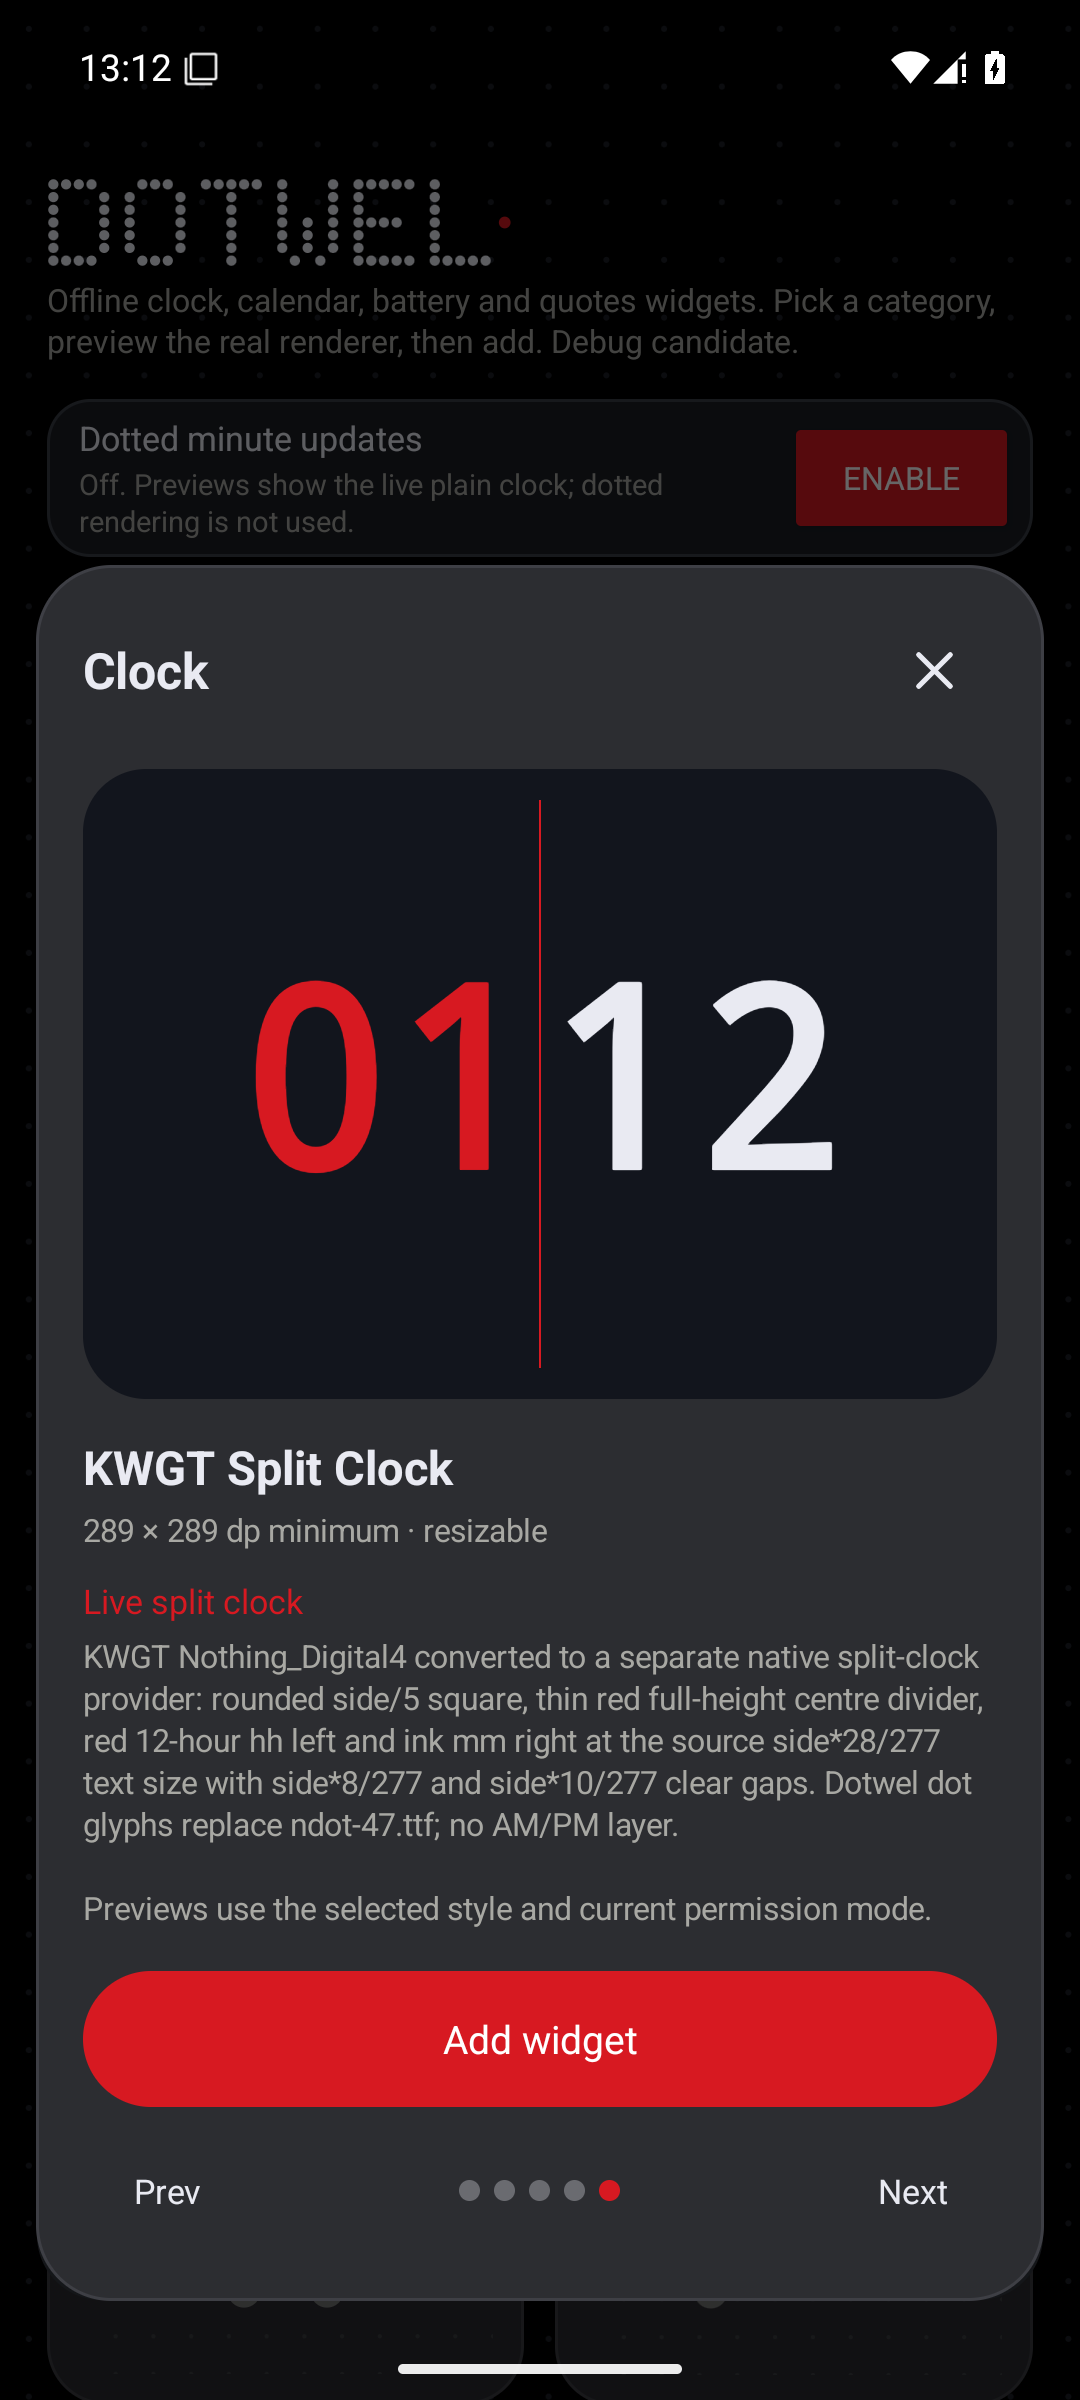 13:12
DOTWEL
Offline clock, calendar, battery and quotes widgets. Pick a category,
preview the real renderer, then add. Debug candidate.
Dotted minute updates
Off. Previews show the live plain clock; dotted
rendering is not used.
ENABLE
Clock
01 12
KWGT Split Clock
289 × 289 dp minimum · resizable
Live split clock
KWGT Nothing_Digital4 converted to a separate native split-clock
provider: rounded side/5 square, thin red full-height centre divider,
red 12-hour hh left and ink mm right at the source side*28/277
text size with side*8/277 and side*10/277 clear gaps. Dotwel dot
glyphs replace ndot-47.ttf; no AM/PM layer.
Previews use the selected style and current permission mode.
Add widget
Prev
Next